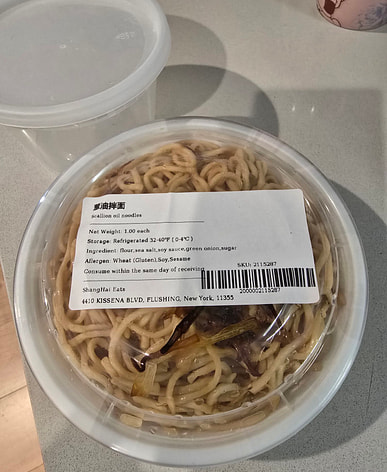 油拌面
scallion oil noodles
Net Weight: 1.00 each
Storage: Refrigerated 32-40°F ( 0-4°C )
Ingredient: flour,sea salt,soy sauce,green onion,sugar
Allergen: Wheat (Gluten),Soy,Sesame
Consume within the same day of receiving
SKU: 2115287
2000002115287
ShangHai Eats
4410 KISSENA BLVD, FLUSHING, New York, 11355